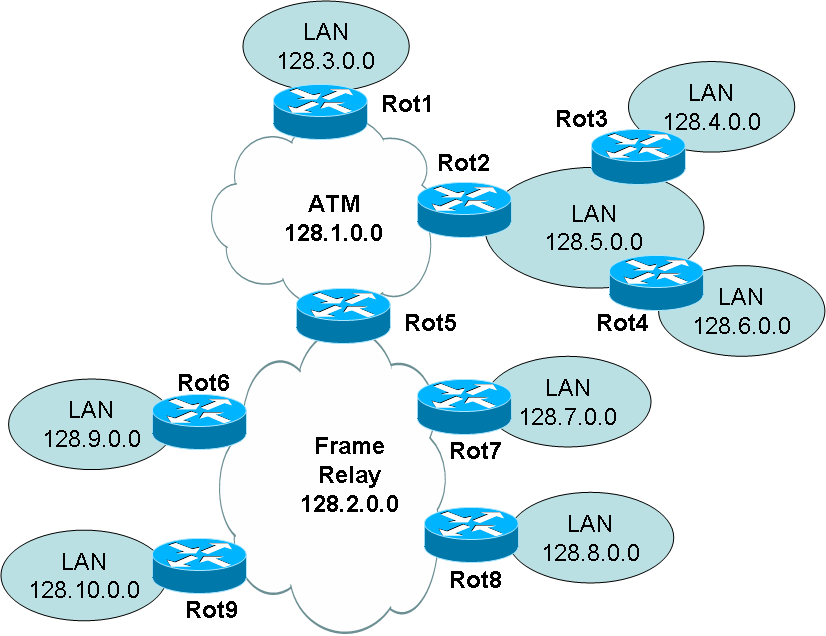 LAN
128.3.0.0
Rot1
LAN
128.4.0.0
Rot3
Rot2
ATM
128.1.0.0
LAN
128.5.0.0
LAN
128.6.0.0
Rot4
Rot5
Rot6
LAN
128.9.0.0
LAN
128.7.0.0
Rot7
Frame
Relay
128.2.0.0
LAN
128.8.0.0
Rot8
LAN
128.10.0.0
Rot9